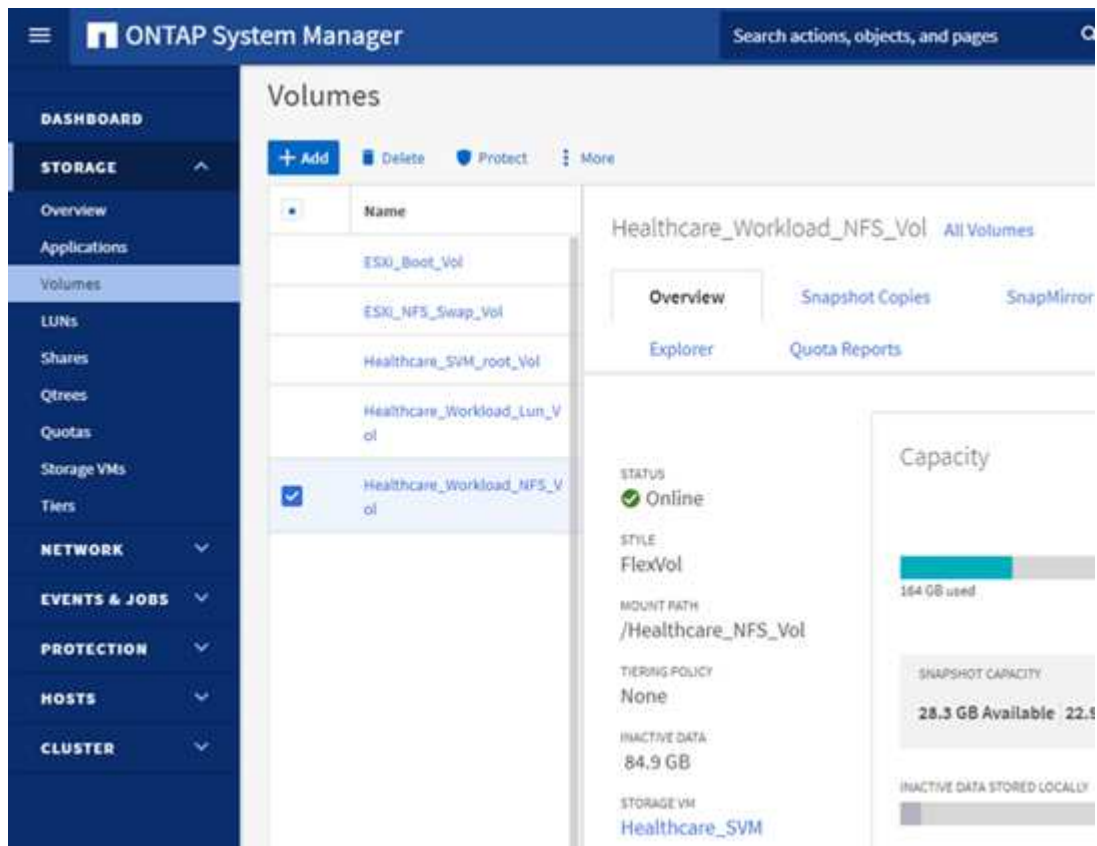 ONTAP System Manager
Search actions, objects, and pages
DASHBOARD
STORAGE
Overview
Applications
Volumes
LUNs
Shares
Qtrees
Quotas
Storage VMs
Tiers
NETWORK
EVENTS & JOBS
PROTECTION
HOSTS
CLUSTER
Volumes
+ Add
Delete
Protect
More
Name
ESXi_Boot_Vol
ESXi_NFS_Swap_Vol
Healthcare_SVM_root_Vol
Healthcare_Workload_Lun_V
ol
Healthcare_Workload_NFS_V
ol
Healthcare_Workload_NFS_Vol All Volumes
Overview Snapshot Copies SnapMirror
Explorer Quota Reports
STATUS
Online
STYLE
FlexVol
MOUNT PATH
/Healthcare_NFS_Vol
TIERING POLICY
None
INACTIVE DATA
84.9 GB
STORAGE VM
Healthcare_SVM
Capacity
164 GB used
SNAPSHOT CAPACITY
28.3 GB Available 22.9
INACTIVE DATA STORED LOCALLY